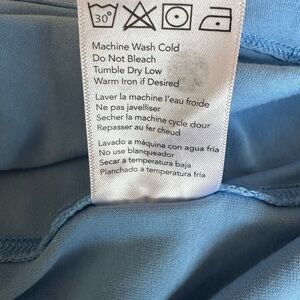 30°
Machine Wash Cold
Do Not Bleach
Tumble Dry Low
Warm Iron if Desired
Laver la machine l'eau froide
Ne pas javelliser
Secher la machine cycle dour
Repasser au fer cheud
Lavado a máquina con agua fria
No use blanqueador
Secar a temperatura baja
Planchado a temperatura fria